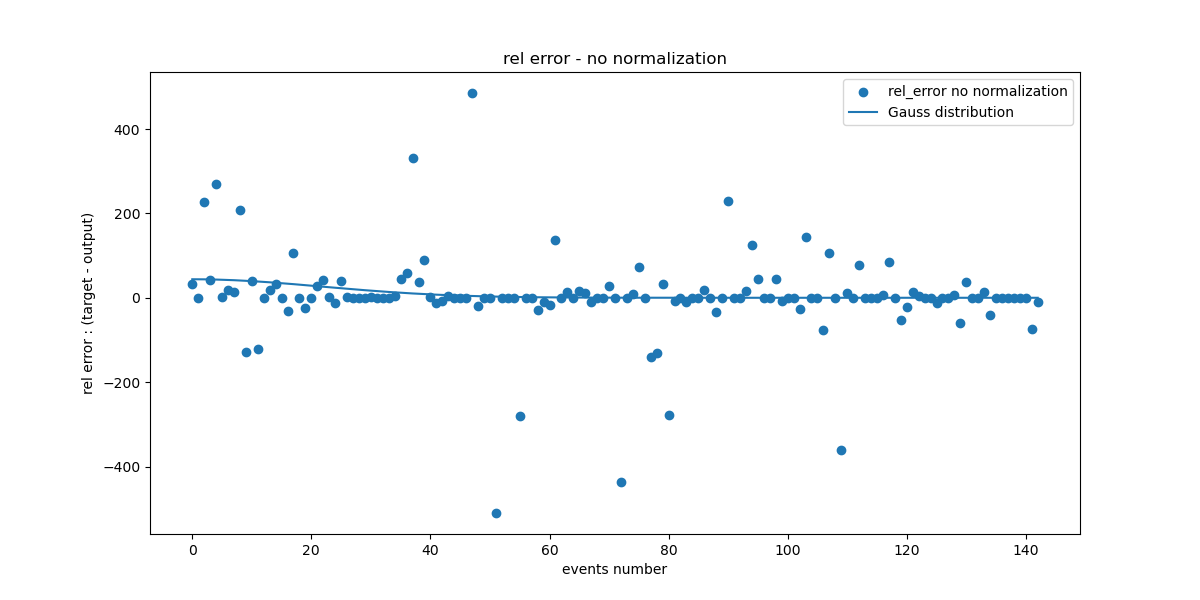 rel error - no normalization
rel_error no normalization
Gauss distribution
rel error : (target - output)
400
200
0
−200
−400
0 20 40 60 80 100 120 140
events number